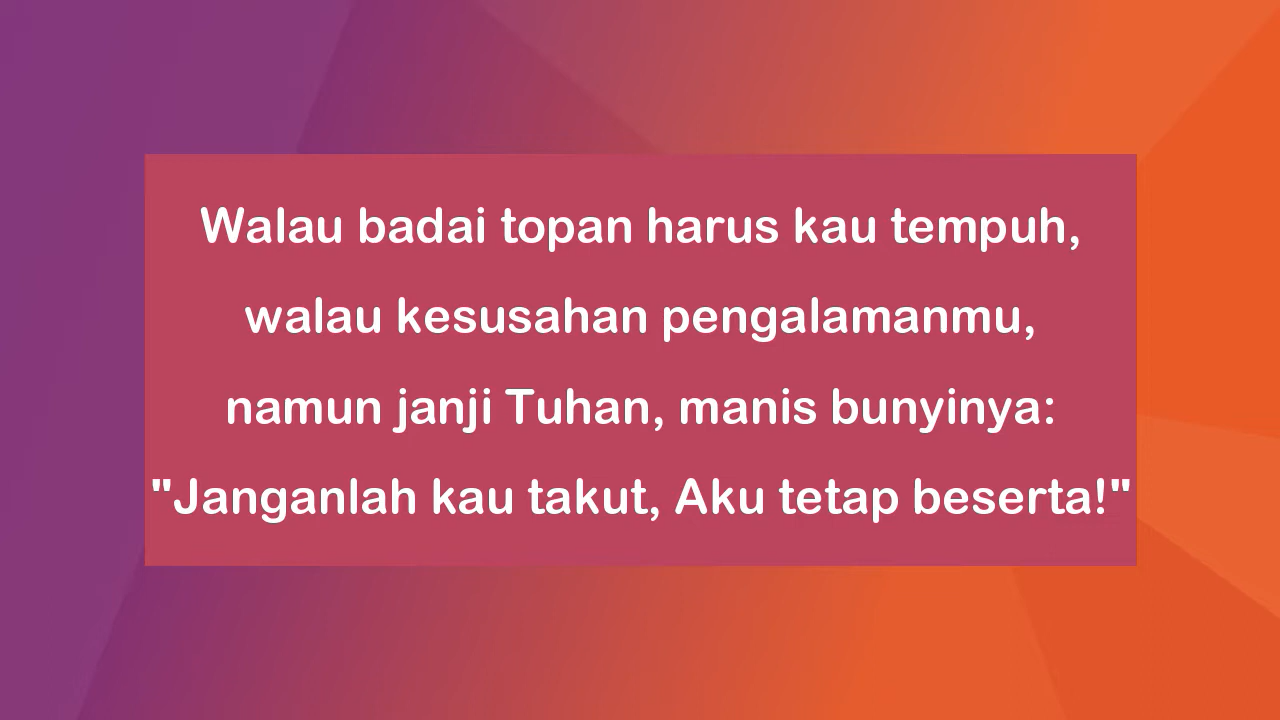 Walau badai topan harus kau tempuh,
walau kesusahan pengalamanmu,
namun janji Tuhan, manis bunyinya:
"Janganlah kau takut, Aku tetap beserta!"